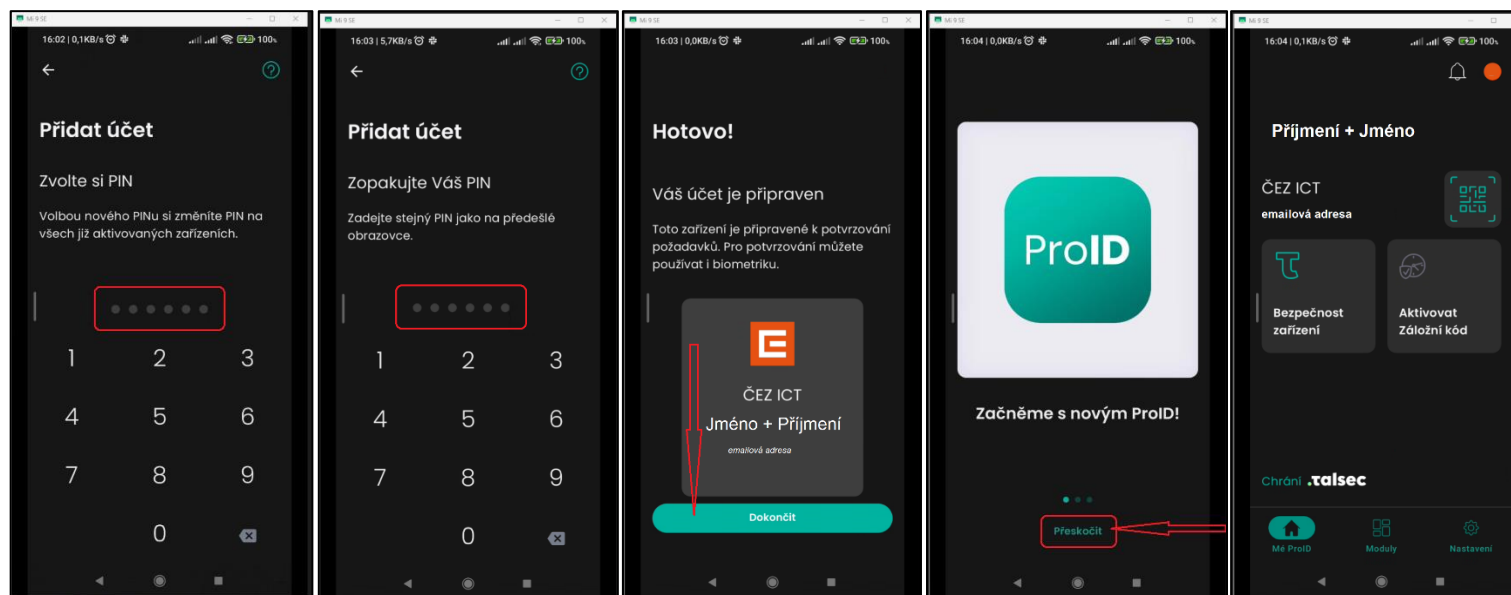 Mi 9 SE
16:02 | 0,1KB/s
100%
Přidat účet
Zvolte si PIN
Volbou nového PINu si změníte PIN na
všech již aktivovaných zařízeních.
1 2 3
4 5 6
7 8 9
0
Mi 9 SE
16:03 | 5,7KB/s
100%
Přidat účet
Zopakujte Váš PIN
Zadejte stejný PIN jako na předešlé
obrazovce.
1 2 3
4 5 6
7 8 9
0
Mi 9 SE
16:03 | 0,0KB/s
100%
Hotovo!
Váš účet je připraven
Toto zařízení je připravené k potvrzování
požadavků. Pro potvrzování můžete
používat i biometriku.
ČEZ ICT
Jméno + Příjmení
emailová adresa
Dokončit
Mi 9 SE
16:04 | 0,0KB/s
100%
ProID
Začněme s novým ProID!
Přeskočit
Mi 9 SE
16:04 | 0,1KB/s
100%
Příjmení + Jméno
ČEZ ICT
emailová adresa
Bezpečnost
zařízení
Aktivovat
Záložní kód
Chrání .talsec
Mé ProID Moduly Nastavení